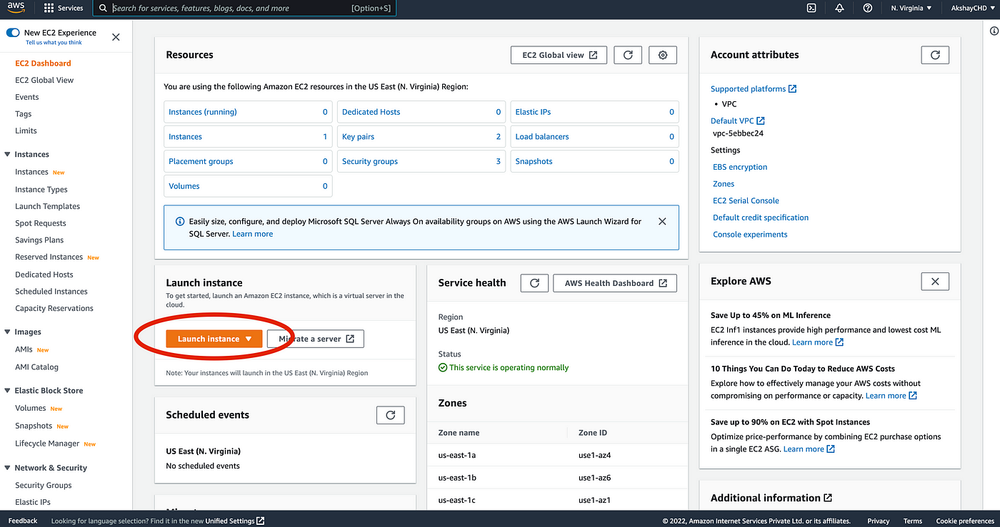 aws
Services
Search for services, features, blogs, docs, and more
[Option+S]
N. Virginia
AkshayCHD
New EC2 Experience
Tell us what you think
EC2 Dashboard
EC2 Global View
Events
Tags
Limits
Instances
Instances New
Instance Types
Launch Templates
Spot Requests
Savings Plans
Reserved Instances New
Dedicated Hosts
Scheduled Instances
Capacity Reservations
Images
AMIs New
AMI Catalog
Elastic Block Store
Volumes New
Snapshots New
Lifecycle Manager New
Network & Security
Security Groups
Elastic IPs
Resources
EC2 Global view
You are using the following Amazon EC2 resources in the US East (N. Virginia) Region:
Instances (running) 0
Dedicated Hosts 0
Elastic IPs 0
Instances 1
Key pairs 2
Load balancers 0
Placement groups 0
Security groups 3
Snapshots 0
Volumes 0
Easily size, configure, and deploy Microsoft SQL Server Always On availability groups on AWS using the AWS Launch Wizard for
SQL Server. Learn more
Launch instance
To get started, launch an Amazon EC2 instance, which is a virtual server in the
cloud.
Launch instance
Migrate a server
Note: Your instances will launch in the US East (N. Virginia) Region
Scheduled events
US East (N. Virginia)
No scheduled events
Service health
AWS Health Dashboard
Region
US East (N. Virginia)
Status
This service is operating normally
Zones
Zone name Zone ID
us-east-1a use1-az4
us-east-1b use1-az6
us-east-1c use1-az1
Account attributes
Supported platforms
• VPC
Default VPC
vpc-5ebbec24
Settings
EBS encryption
Zones
EC2 Serial Console
Default credit specification
Console experiments
Explore AWS
Save Up to 45% on ML Inference
EC2 Inf1 instances provide high performance and lowest cost ML
inference in the cloud. Learn more
10 Things You Can Do Today to Reduce AWS Costs
Explore how to effectively manage your AWS costs without
compromising on performance or capacity. Learn more
Save up to 90% on EC2 with Spot Instances
Optimize price-performance by combining EC2 purchase options
in a single EC2 ASG. Learn more
Additional information
Feedback
Looking for language selection? Find it in the new Unified Settings
© 2022, Amazon Internet Services Private Ltd. or its affiliates.
Privacy
Terms
Cookie preferences